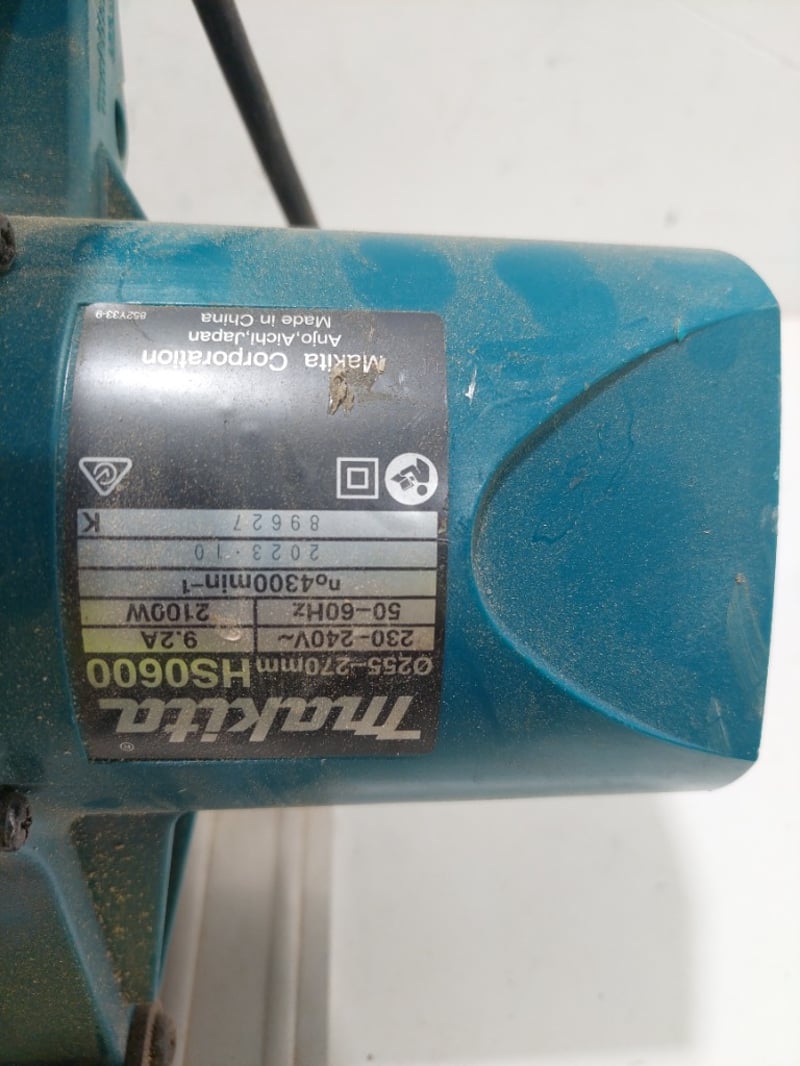 makita®
Ø255-270mm HS0600
230-240V~ 9.2A
50-60Hz 2100W
n₀4300min⁻¹
2023.10
89627 K
Makita Corporation
Anjo,Aichi,Japan
Made in China
852Y33-9